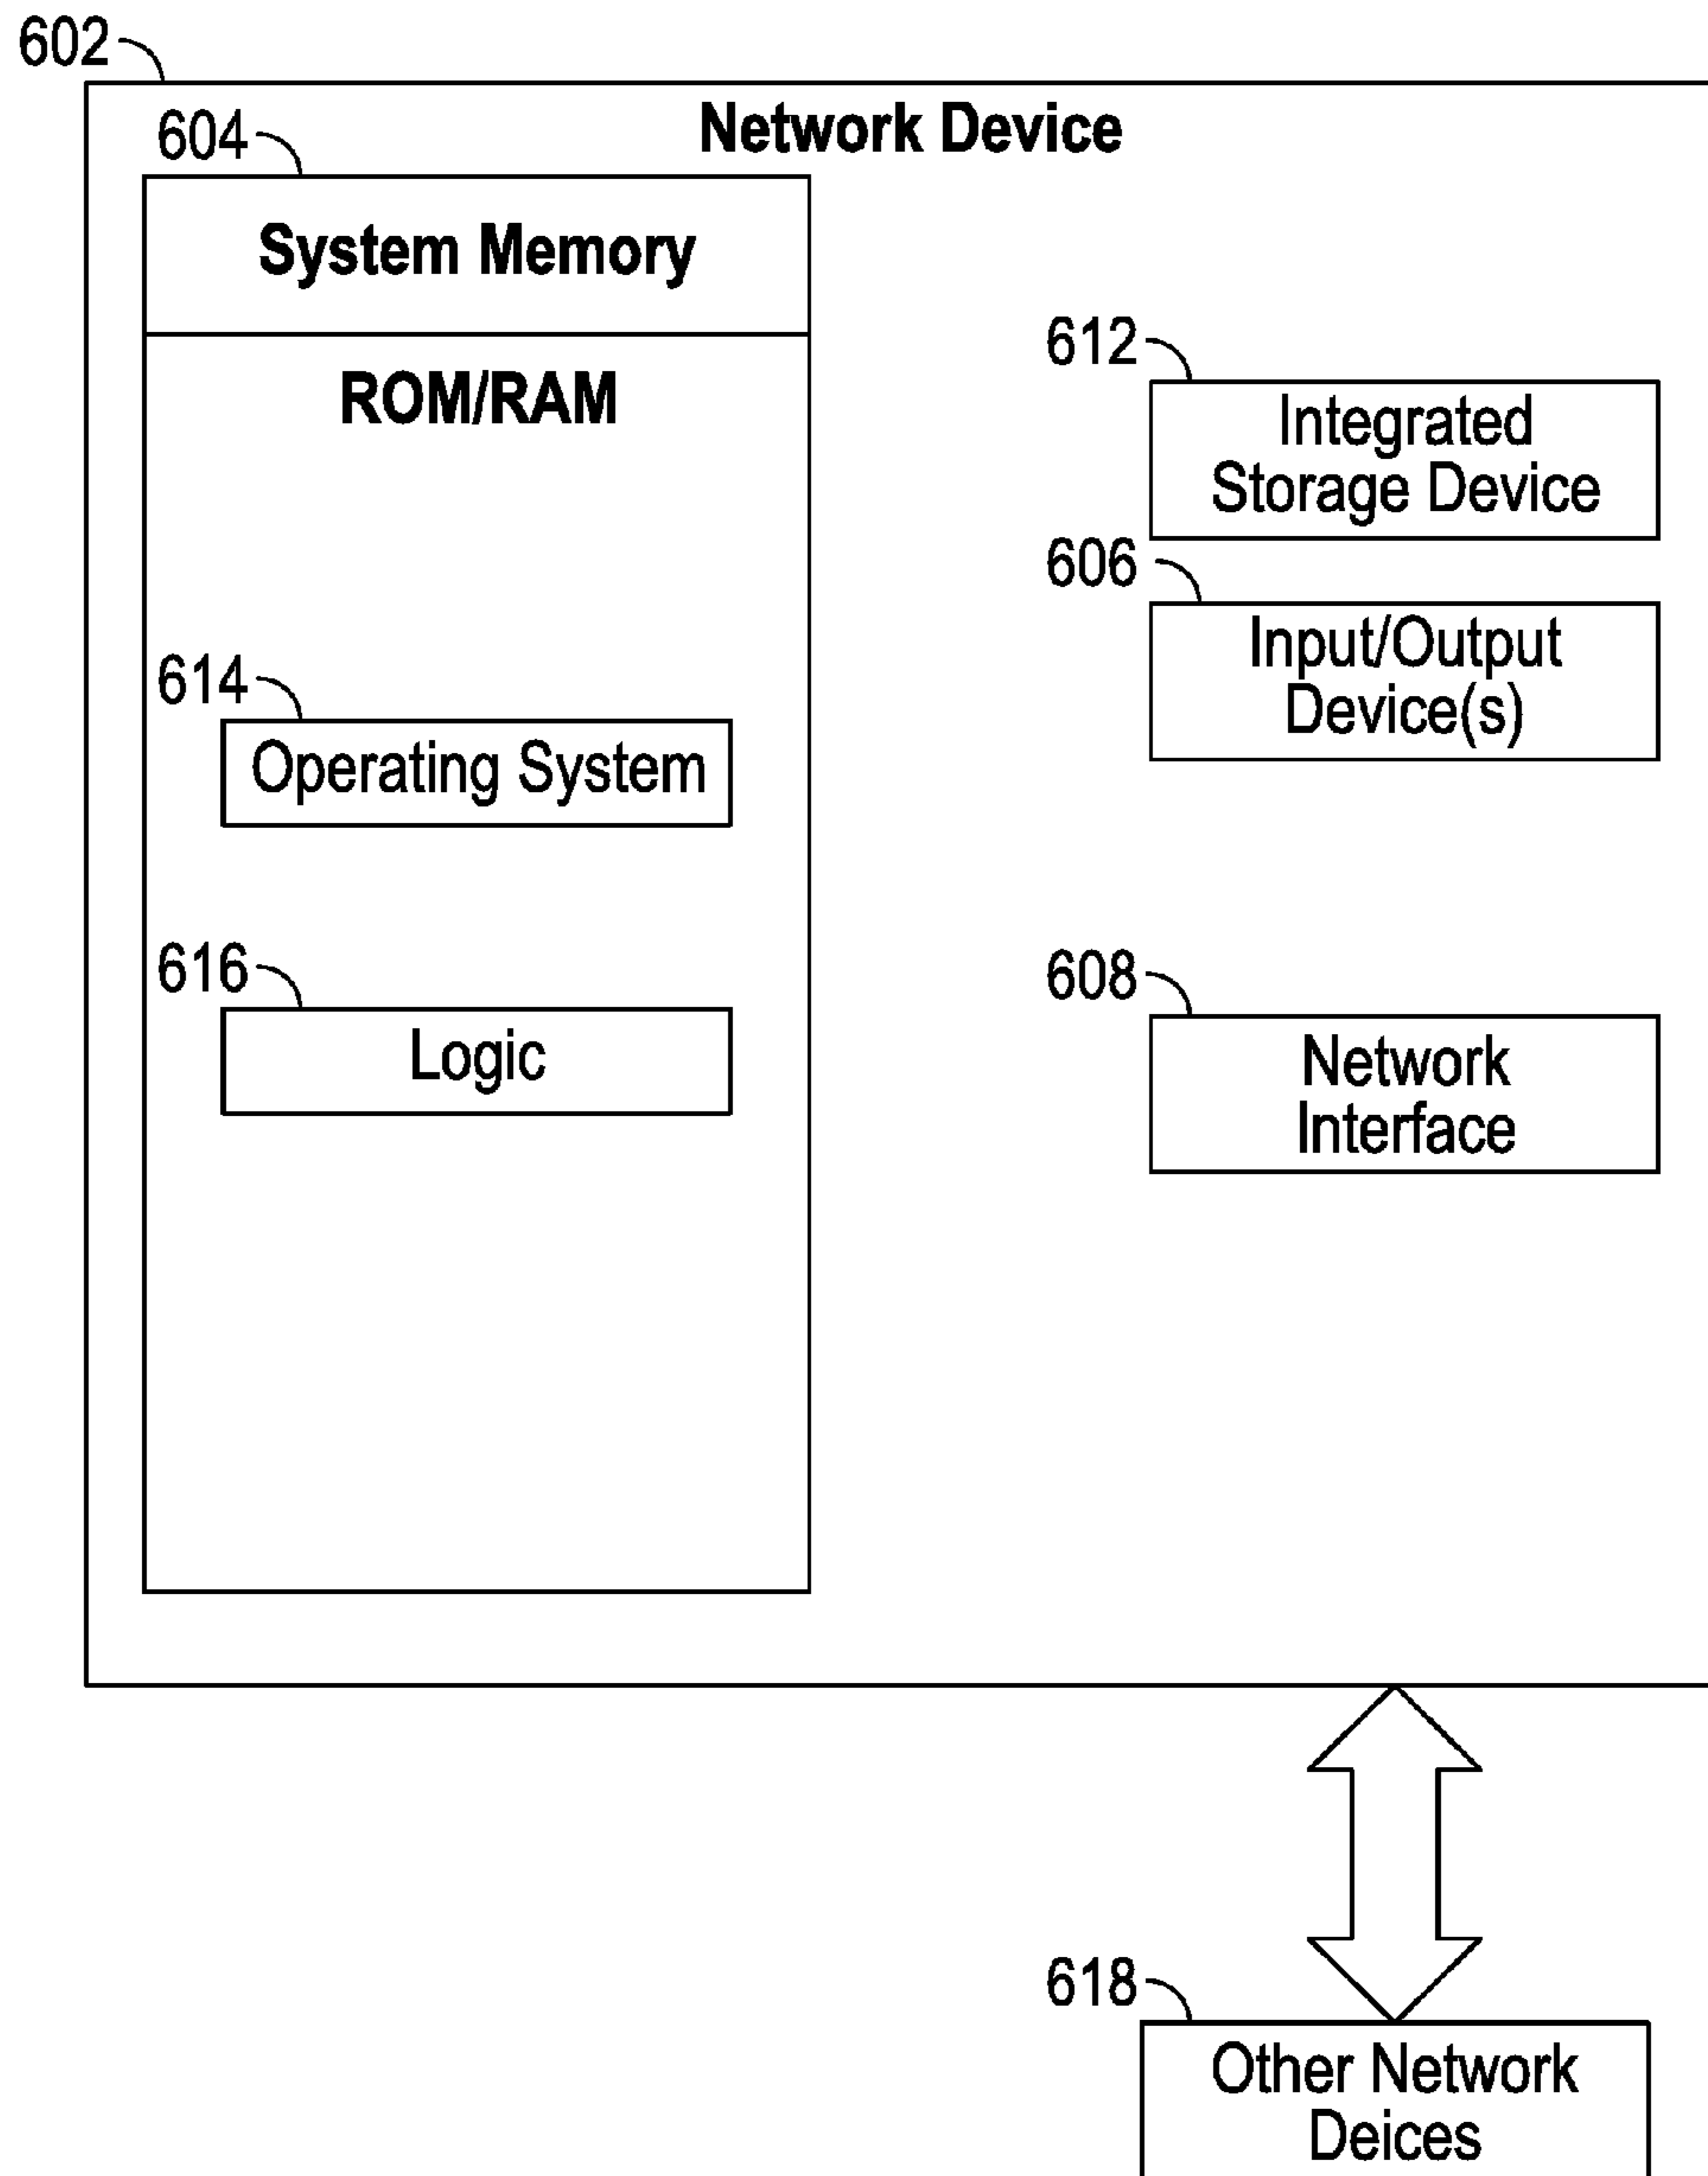 602
Network Device
604
System Memory
ROM/RAM
614
Operating System
616
Logic
612
Integrated
Storage Device
606
Input/Output
Device(s)
608
Network
Interface
618
Other Network
Deices